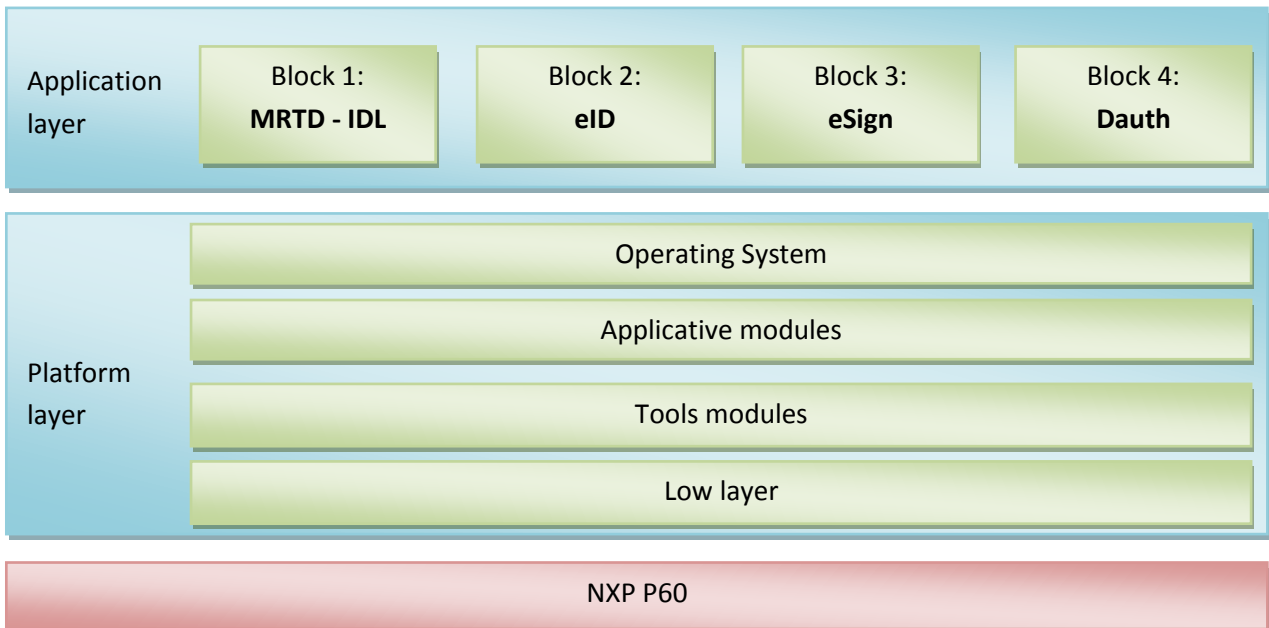 Application
layer
Block 1:
MRTD - IDL
Block 2:
eID
Block 3:
eSign
Block 4:
Dauth
Platform
layer
Operating System
Applicative modules
Tools modules
Low layer
NXP P60